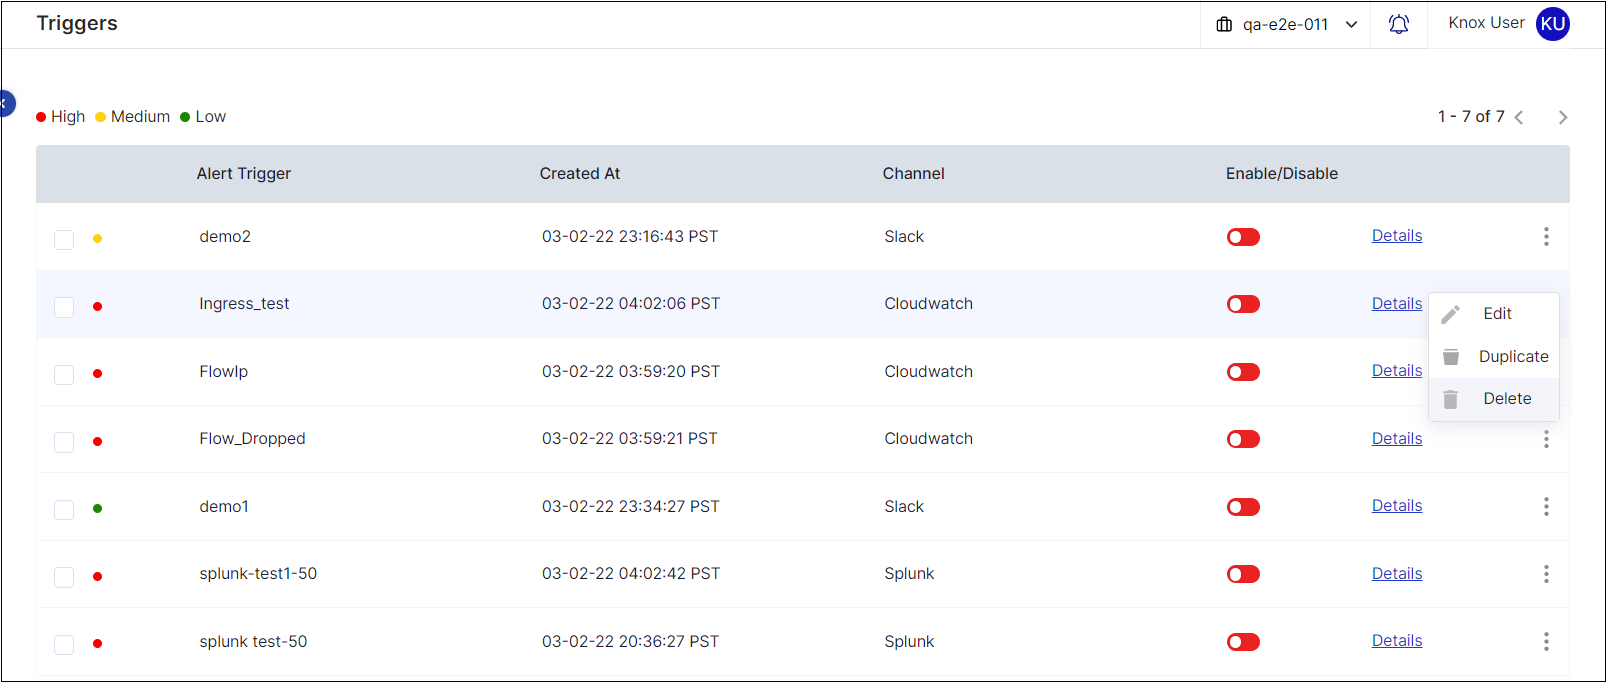 Triggers
qa-e2e-011
Knox User KU
High Medium Low
1 - 7 of 7
Alert Trigger Created At Channel Enable/Disable
demo2 03-02-22 23:16:43 PST Slack Details
Ingress_test 03-02-22 04:02:06 PST Cloudwatch Details
Edit
FlowIp 03-02-22 03:59:20 PST Cloudwatch Details
Duplicate
Delete
Flow_Dropped 03-02-22 03:59:21 PST Cloudwatch Details
demo1 03-02-22 23:34:27 PST Slack Details
splunk-test1-50 03-02-22 04:02:42 PST Splunk Details
splunk test-50 03-02-22 20:36:27 PST Splunk Details